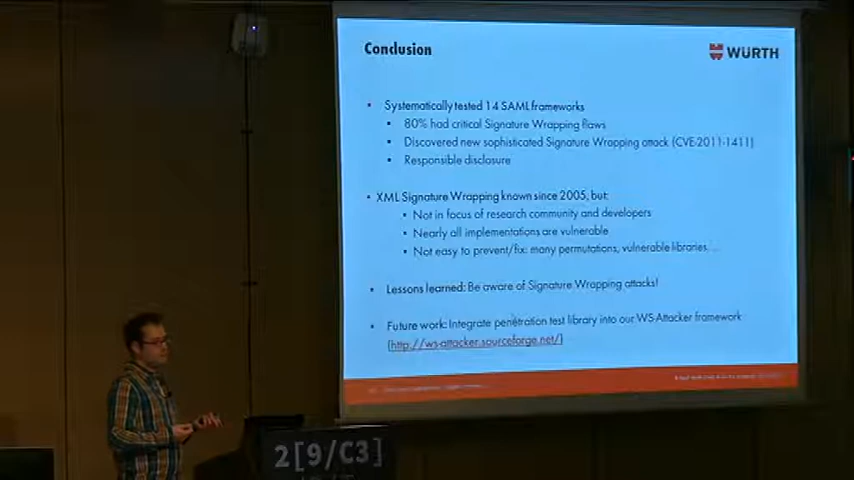 Conclusion
WÜRTH
• Systematically tested 14 SAML frameworks
• 80% had critical Signature Wrapping flaws
• Discovered new sophisticated Signature Wrapping attack (CVE-2011-1411)
• Responsible disclosure
• XML Signature Wrapping known since 2005, but:
• Not in focus of research community and developers
• Nearly all implementations are vulnerable
• Not easy to prevent/fix: many permutations, vulnerable libraries...
• Lessons learned: Be aware of Signature Wrapping attacks!
• Future work: Integrate penetration test library into our WS-Attacker framework
(http://ws-attacker.sourceforge.net/)
2[9/C3]